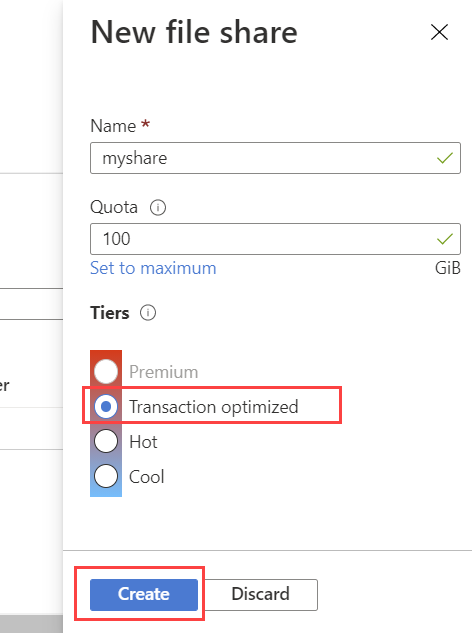 New file share
Name *
myshare
Quota
100
Set to maximum GiB
Tiers
er
Premium
Transaction optimized
Hot
Cool
Create Discard